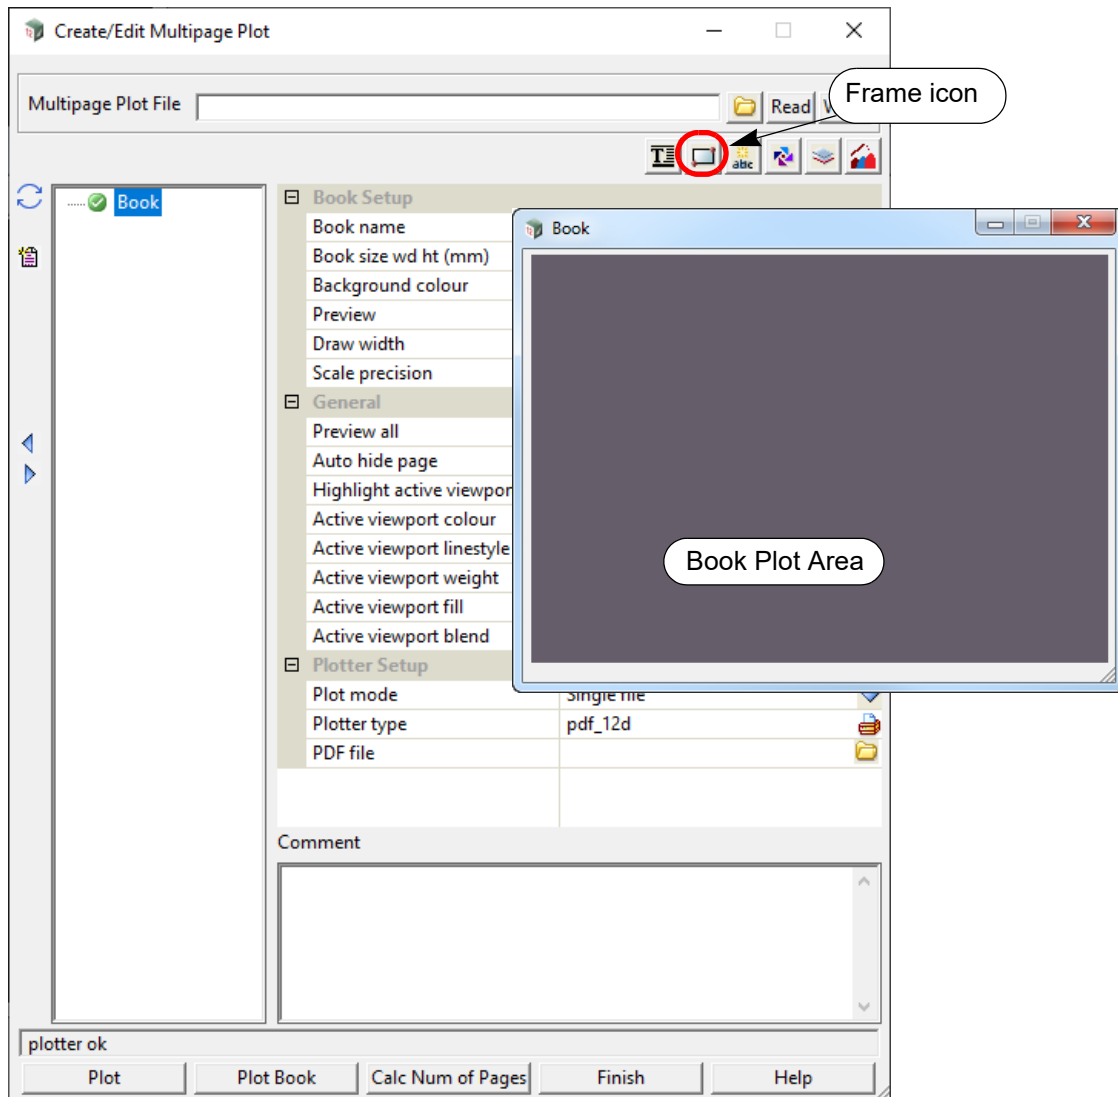 Create/Edit Multipage Plot
Multipage Plot File
Read
Frame icon
abc
Book
Book Setup
Book name
Book size wd ht (mm)
Background colour
Preview
Draw width
Scale precision
General
Preview all
Auto hide page
Highlight active viewpor
Active viewport colour
Active viewport linestyle
Active viewport weight
Active viewport fill
Active viewport blend
Plotter Setup
Plot mode Single file
Plotter type pdf_12d
PDF file
Book
Book Plot Area
Comment
plotter ok
Plot Plot Book Calc Num of Pages Finish Help